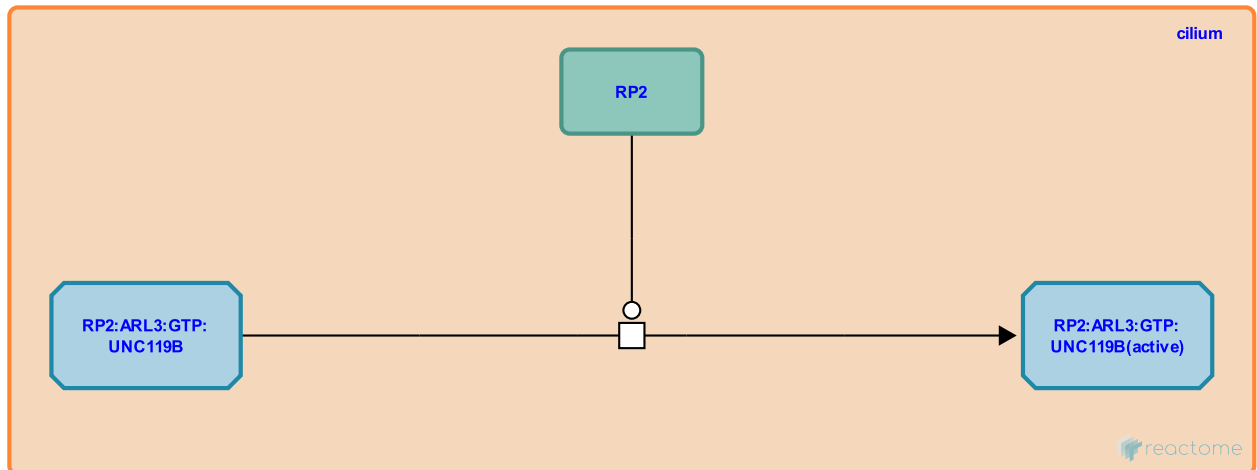 cilium
RP2
RP2:ARL3:GTP:
UNC119B
RP2:ARL3:GTP:
UNC119B(active)
reactome